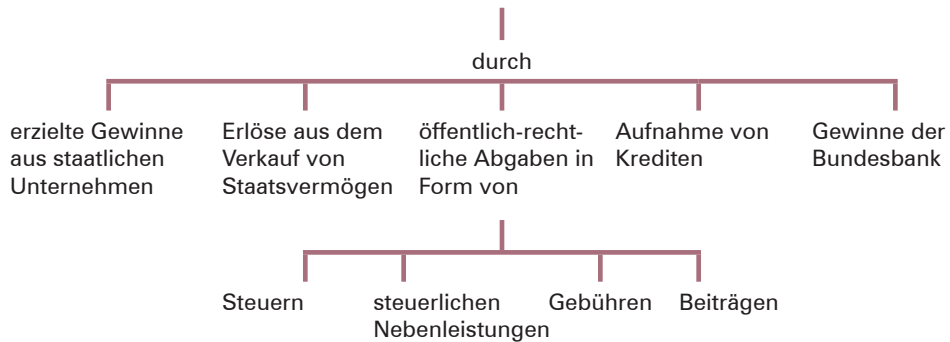 durch
erzielte Gewinne
aus staatlichen
Unternehmen
Erlöse aus dem
Verkauf von
Staatsvermögen
öffentlich-recht-
liche Abgaben in
Form von
Aufnahme von
Krediten
Gewinne der
Bundesbank
Steuern
steuerlichen
Nebenleistungen
Gebühren
Beiträgen